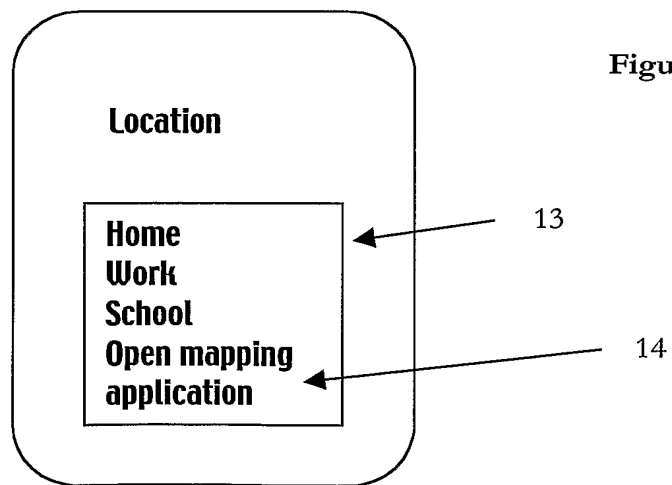 Figu
Location
Home
Work
School
Open mapping
application
13
14